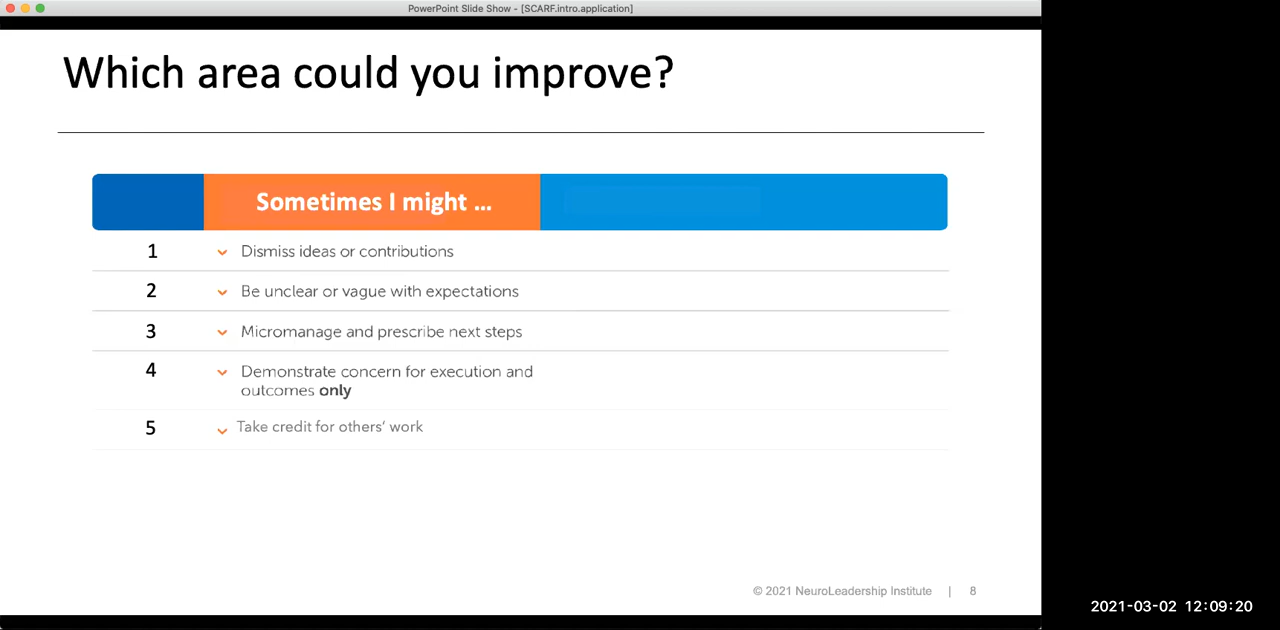 PowerPoint Slide Show - [SCARF.intro.application]
Which area could you improve?
Sometimes I might ...
1 Dismiss ideas or contributions
2 Be unclear or vague with expectations
3 Micromanage and prescribe next steps
4 Demonstrate concern for execution and
outcomes only
5 Take credit for others' work
© 2021 NeuroLeadership Institute | 8
2021-03-02 12:09:20